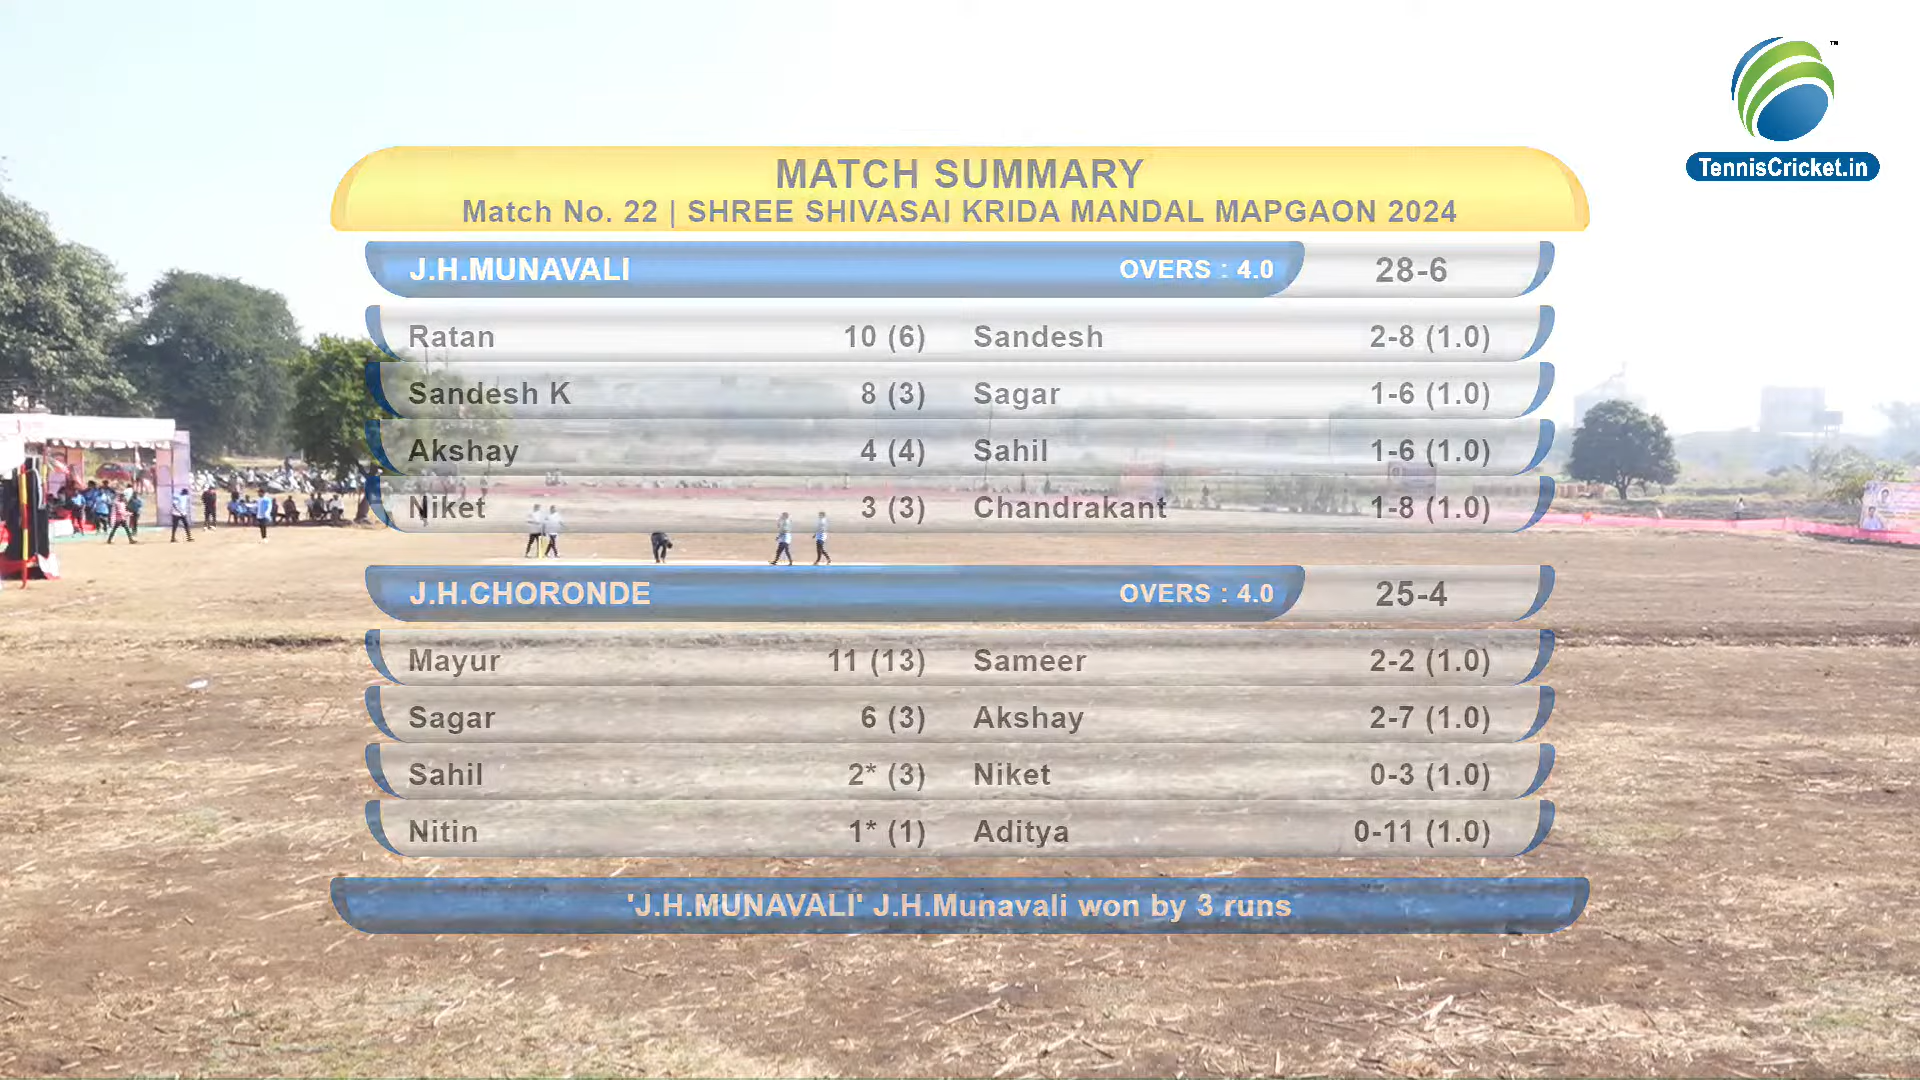 ™
TennisCricket.in
MATCH SUMMARY
Match No. 22 | SHREE SHIVASAI KRIDA MANDAL MAPGAON 2024
J.H.MUNAVALI OVERS : 4.0 28-6
Ratan 10 (6) Sandesh 2-8 (1.0)
Sandesh K 8 (3) Sagar 1-6 (1.0)
Akshay 4 (4) Sahil 1-6 (1.0)
Niket 3 (3) Chandrakant 1-8 (1.0)
J.H.CHORONDE OVERS : 4.0 25-4
Mayur 11 (13) Sameer 2-2 (1.0)
Sagar 6 (3) Akshay 2-7 (1.0)
Sahil 2* (3) Niket 0-3 (1.0)
Nitin 1* (1) Aditya 0-11 (1.0)
'J.H.MUNAVALI' J.H.Munavali won by 3 runs